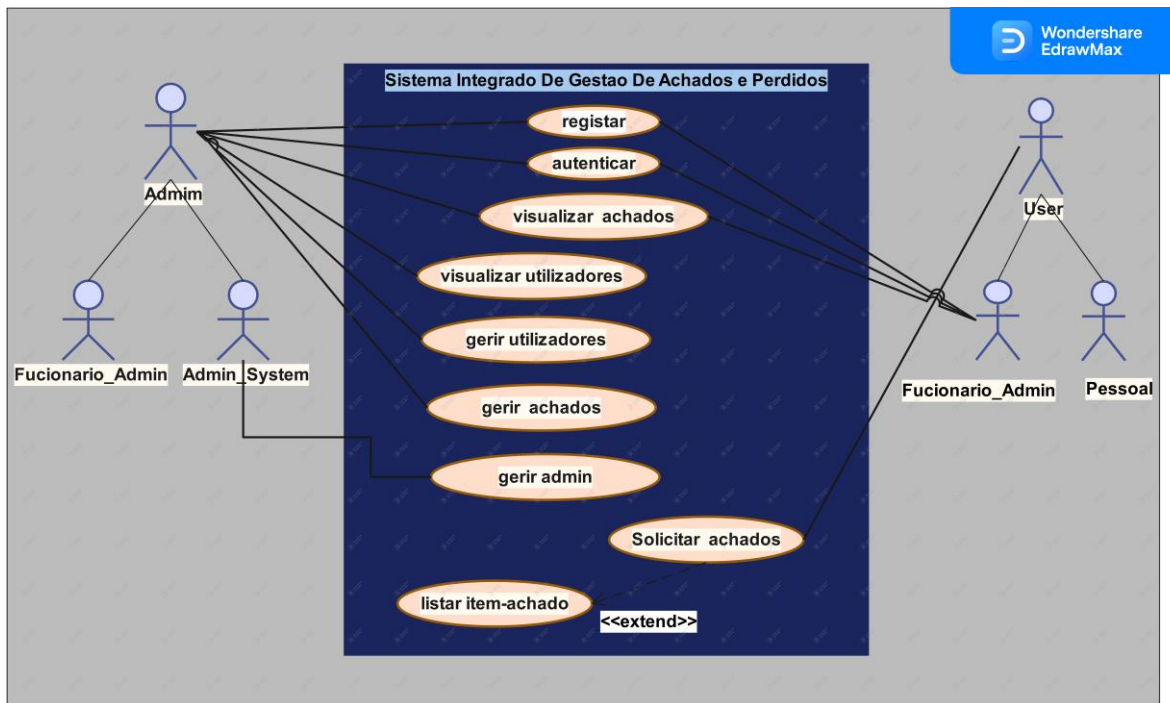 Wondershare
EdrawMax
Sistema Integrado De Gestao De Achados e Perdidos
registar
autenticar
Admim
visualizar achados
User
visualizar utilizadores
gerir utilizadores
Fucionario_Admin
Admin_System
Fucionario_Admin
Pessoal
gerir achados
gerir admin
Solicitar achados
listar item-achado
<<extend>>